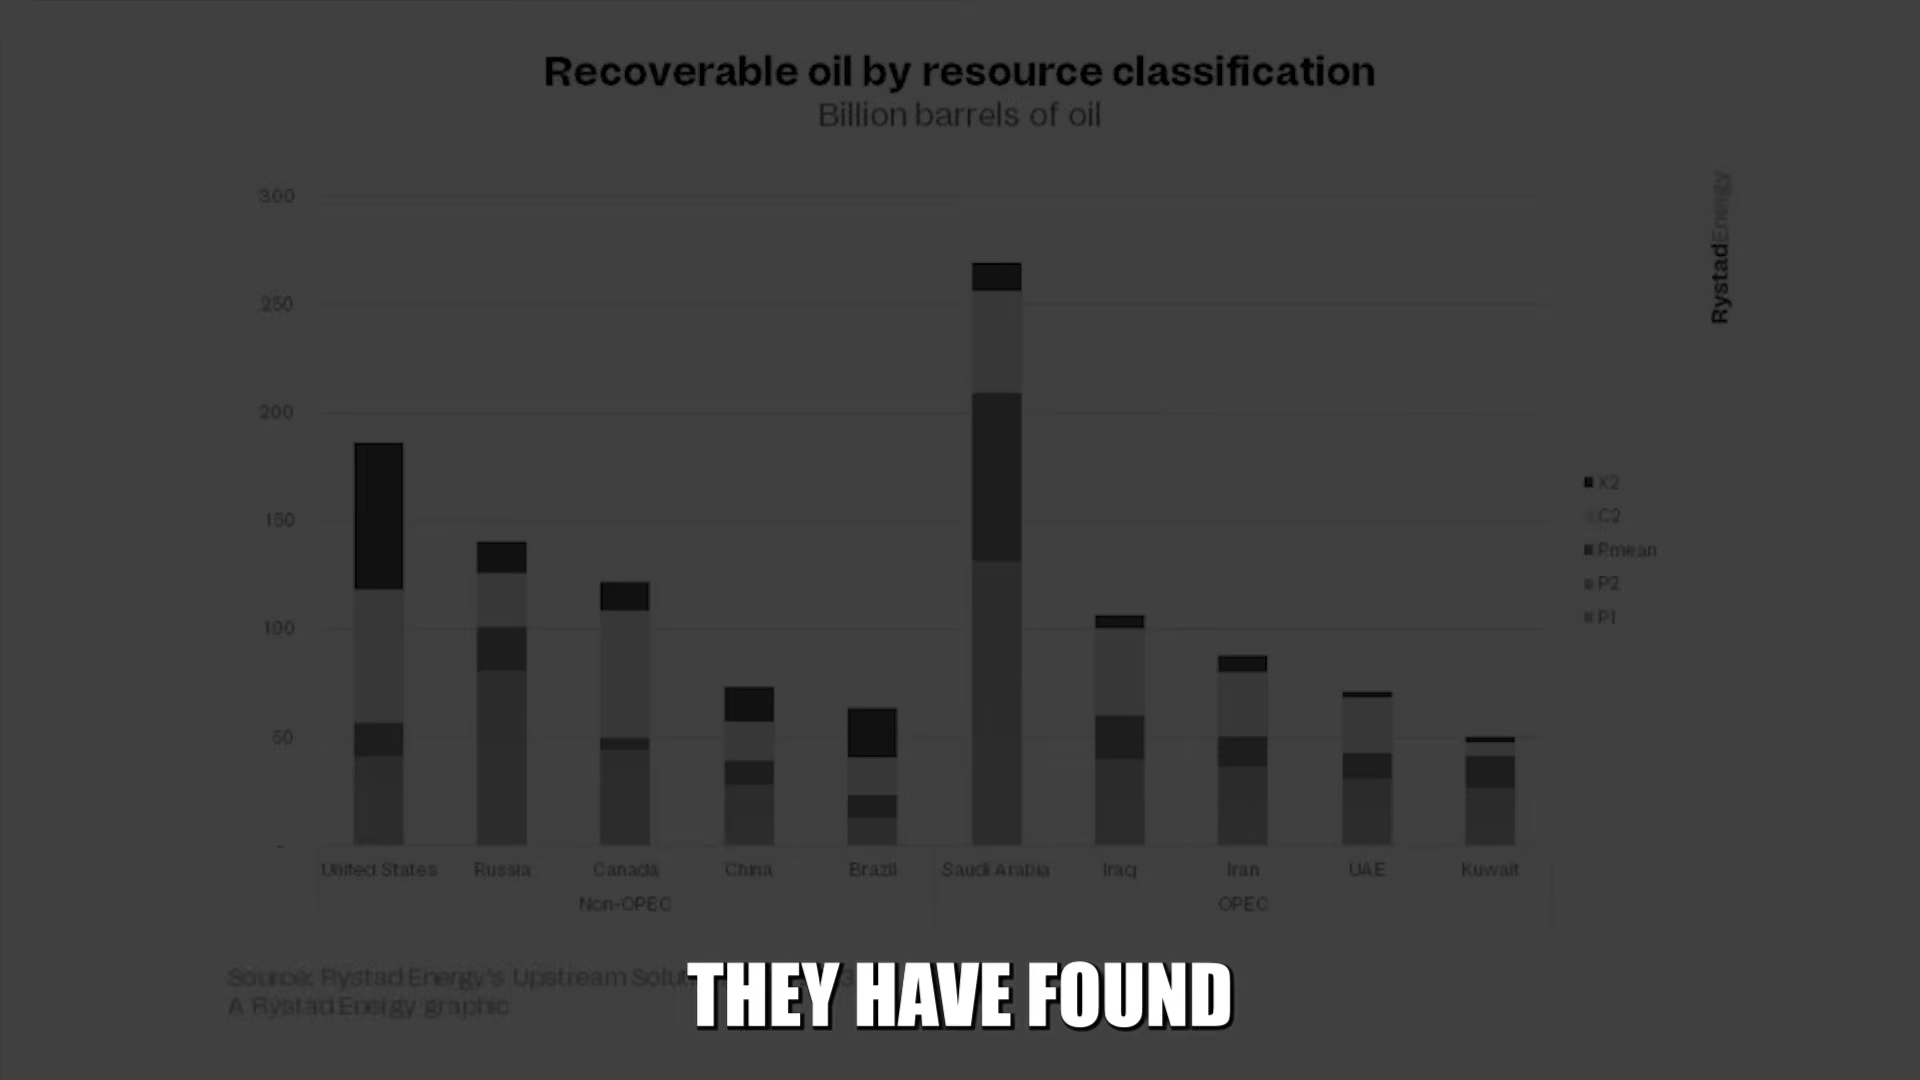 Recoverable oil by resource classification
Billion barrels of oil
RystadEnergy
300
250
200
150
100
50
-
X2
C2
Pmean
P2
P1
United States
Russia
Canada
China
Brazil
Saudi Arabia
Iraq
Iran
UAE
Kuwait
Non-OPEC
OPEC
Source: Rystad Energy's Upstream
A Rystad Energy graphic
THEY HAVE FOUND